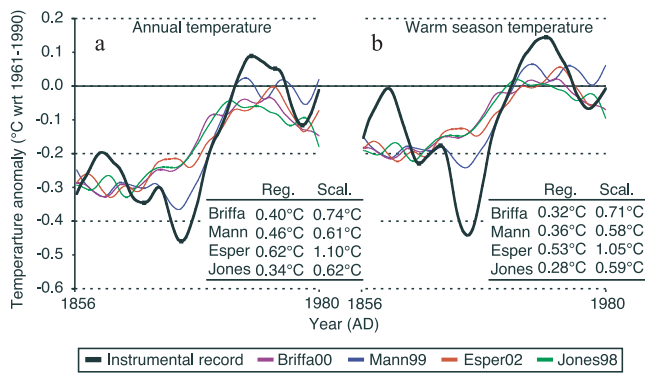 a Annual temperature
b Warm season temperature
Temperarture anomaly (°C wrt 1961-1990)
0.2
0.1
0.0
-0.1
-0.2
-0.3
-0.4
-0.5
-0.6
Reg. Scal.
Briffa 0.40°C 0.74°C
Mann 0.46°C 0.61°C
Esper 0.62°C 1.10°C
Jones 0.34°C 0.62°C
Reg. Scal.
Briffa 0.32°C 0.71°C
Mann 0.36°C 0.58°C
Esper 0.53°C 1.05°C
Jones 0.28°C 0.59°C
1856 1980 1856 1980
Year (AD)
Instrumental record Briffa00 Mann99 Esper02 Jones98